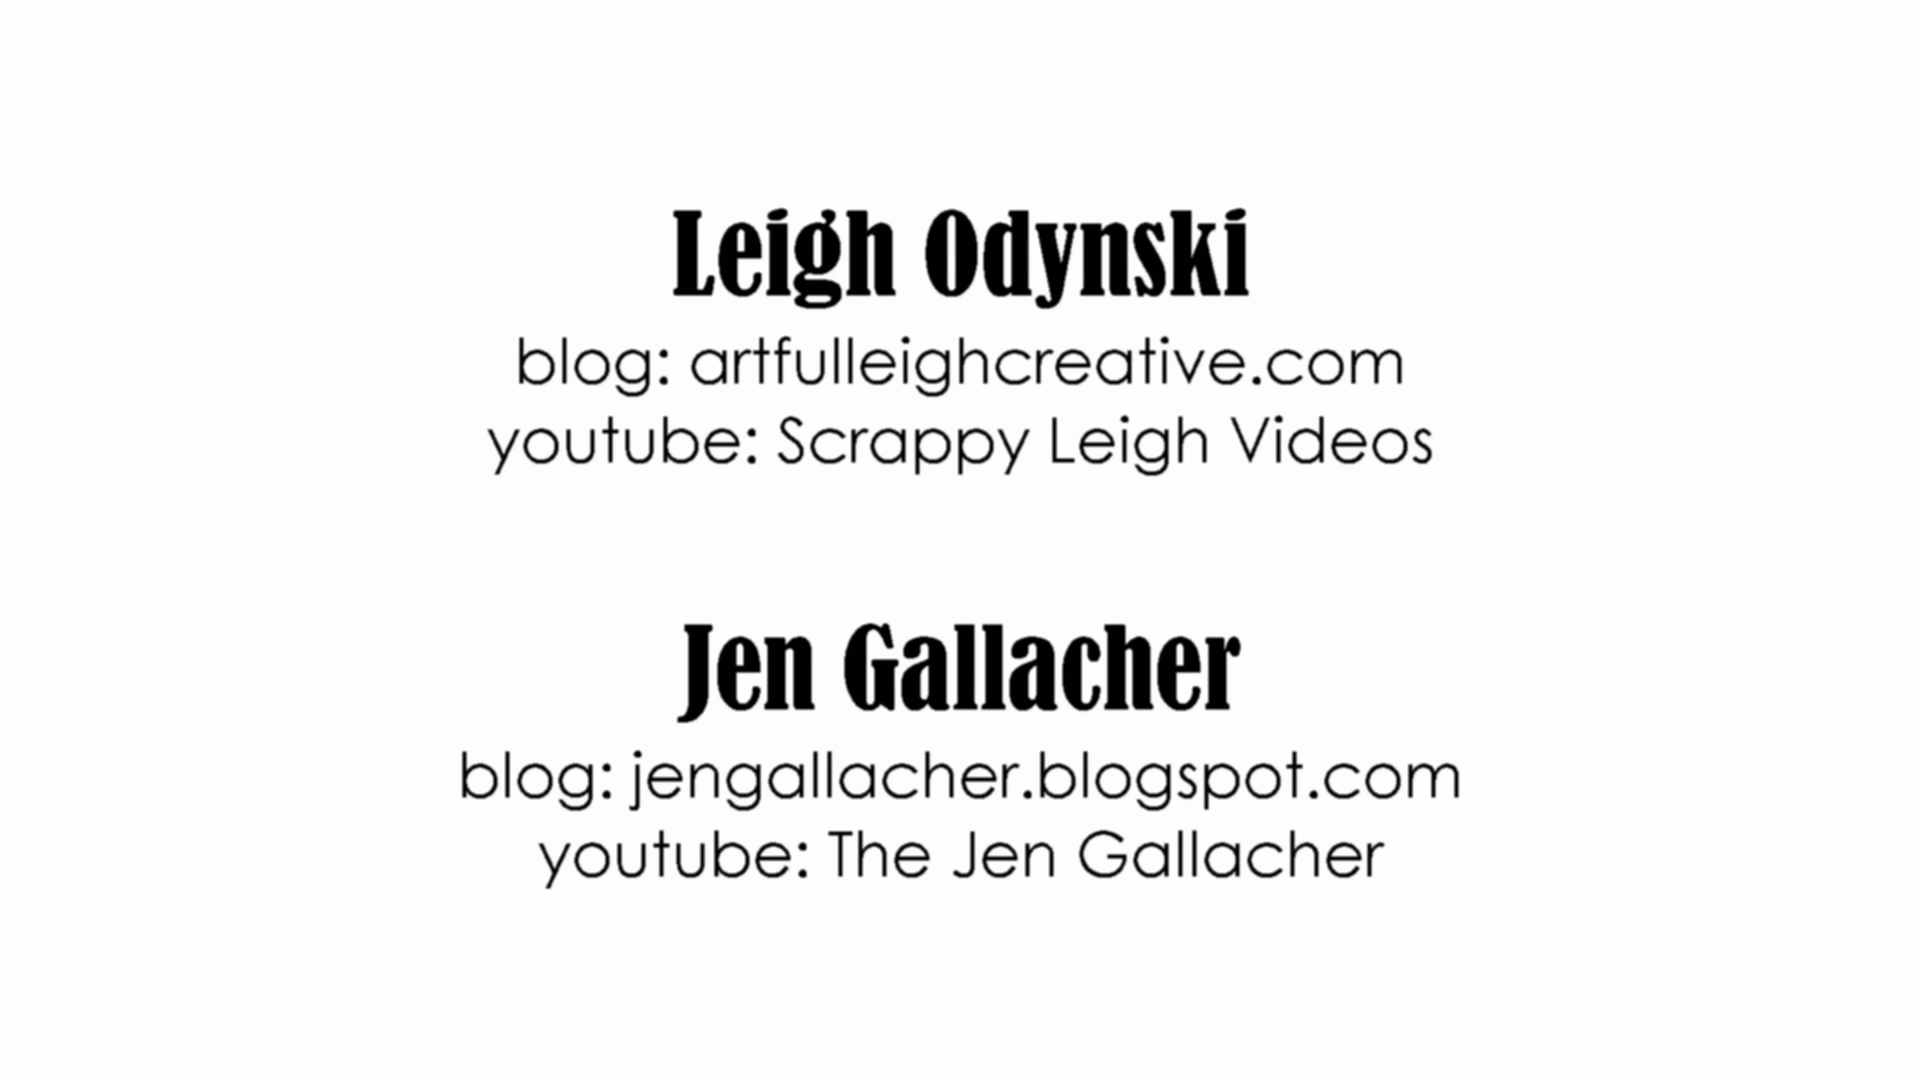 Leigh Odynski
blog: artfulleighcreative.com
youtube: Scrappy Leigh Videos
Jen Gallacher
blog: jengallacher.blogspot.com
youtube: The Jen Gallacher